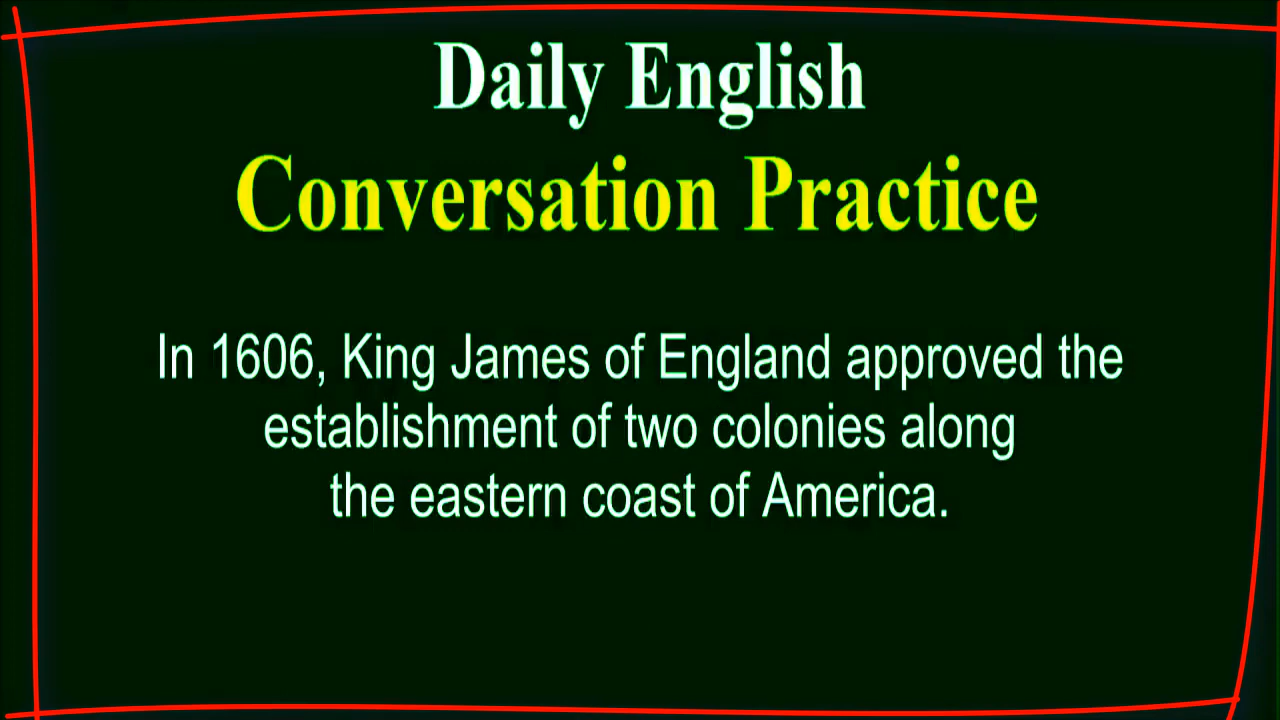 Daily English
Conversation Practice
In 1606, King James of England approved the
establishment of two colonies along
the eastern coast of America.